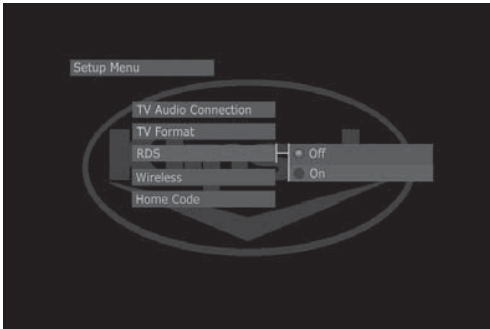 Setup Menu
TV Audio Connection
TV Format
RDS
Off
On
Wireless
Home Code